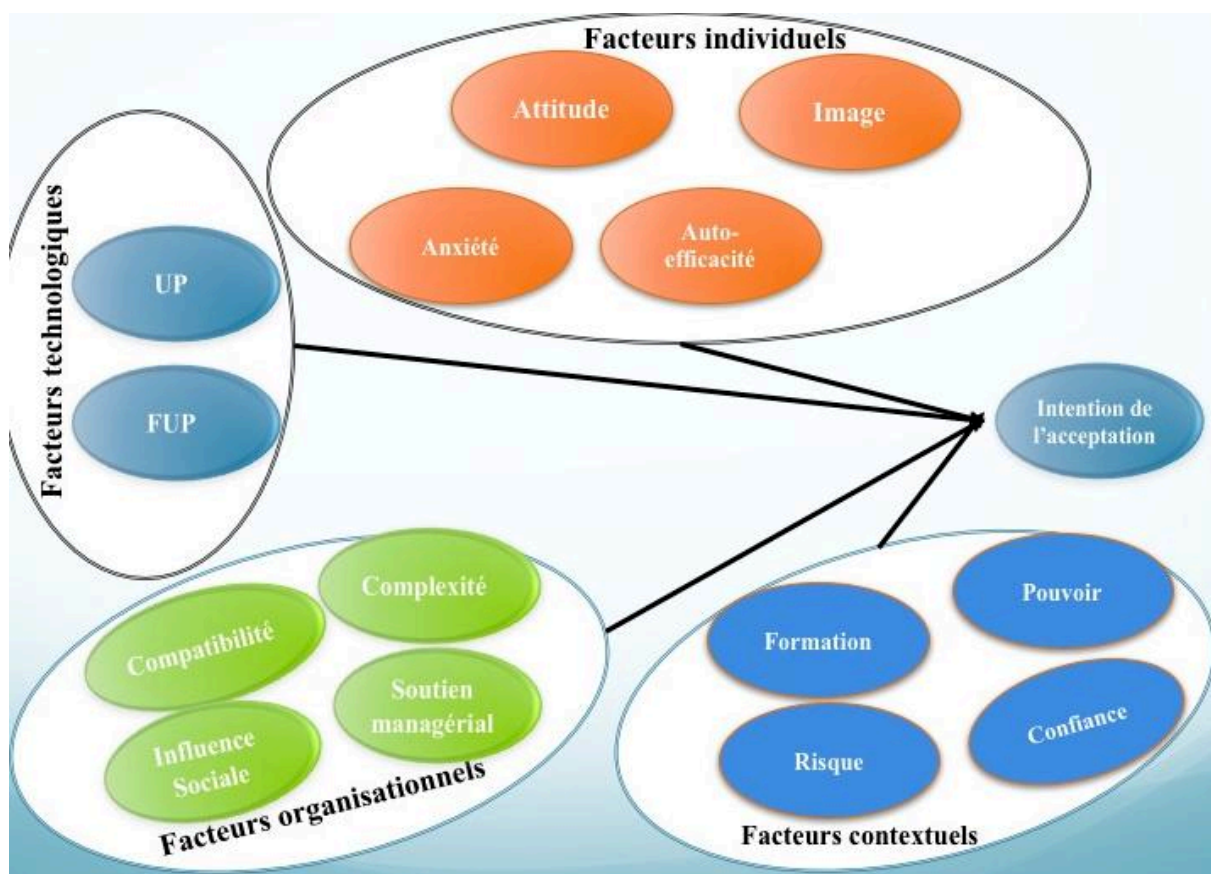 Facteurs individuels
Attitude
Image
Anxiété
Auto-
efficacité
Facteurs technologiques
UP
FUP
Intention de
l'acceptation
Complexité
Compatibilité
Soutien
managérial
Influence
Sociale
Facteurs organisationnels
Pouvoir
Formation
Confiance
Risque
Facteurs contextuels